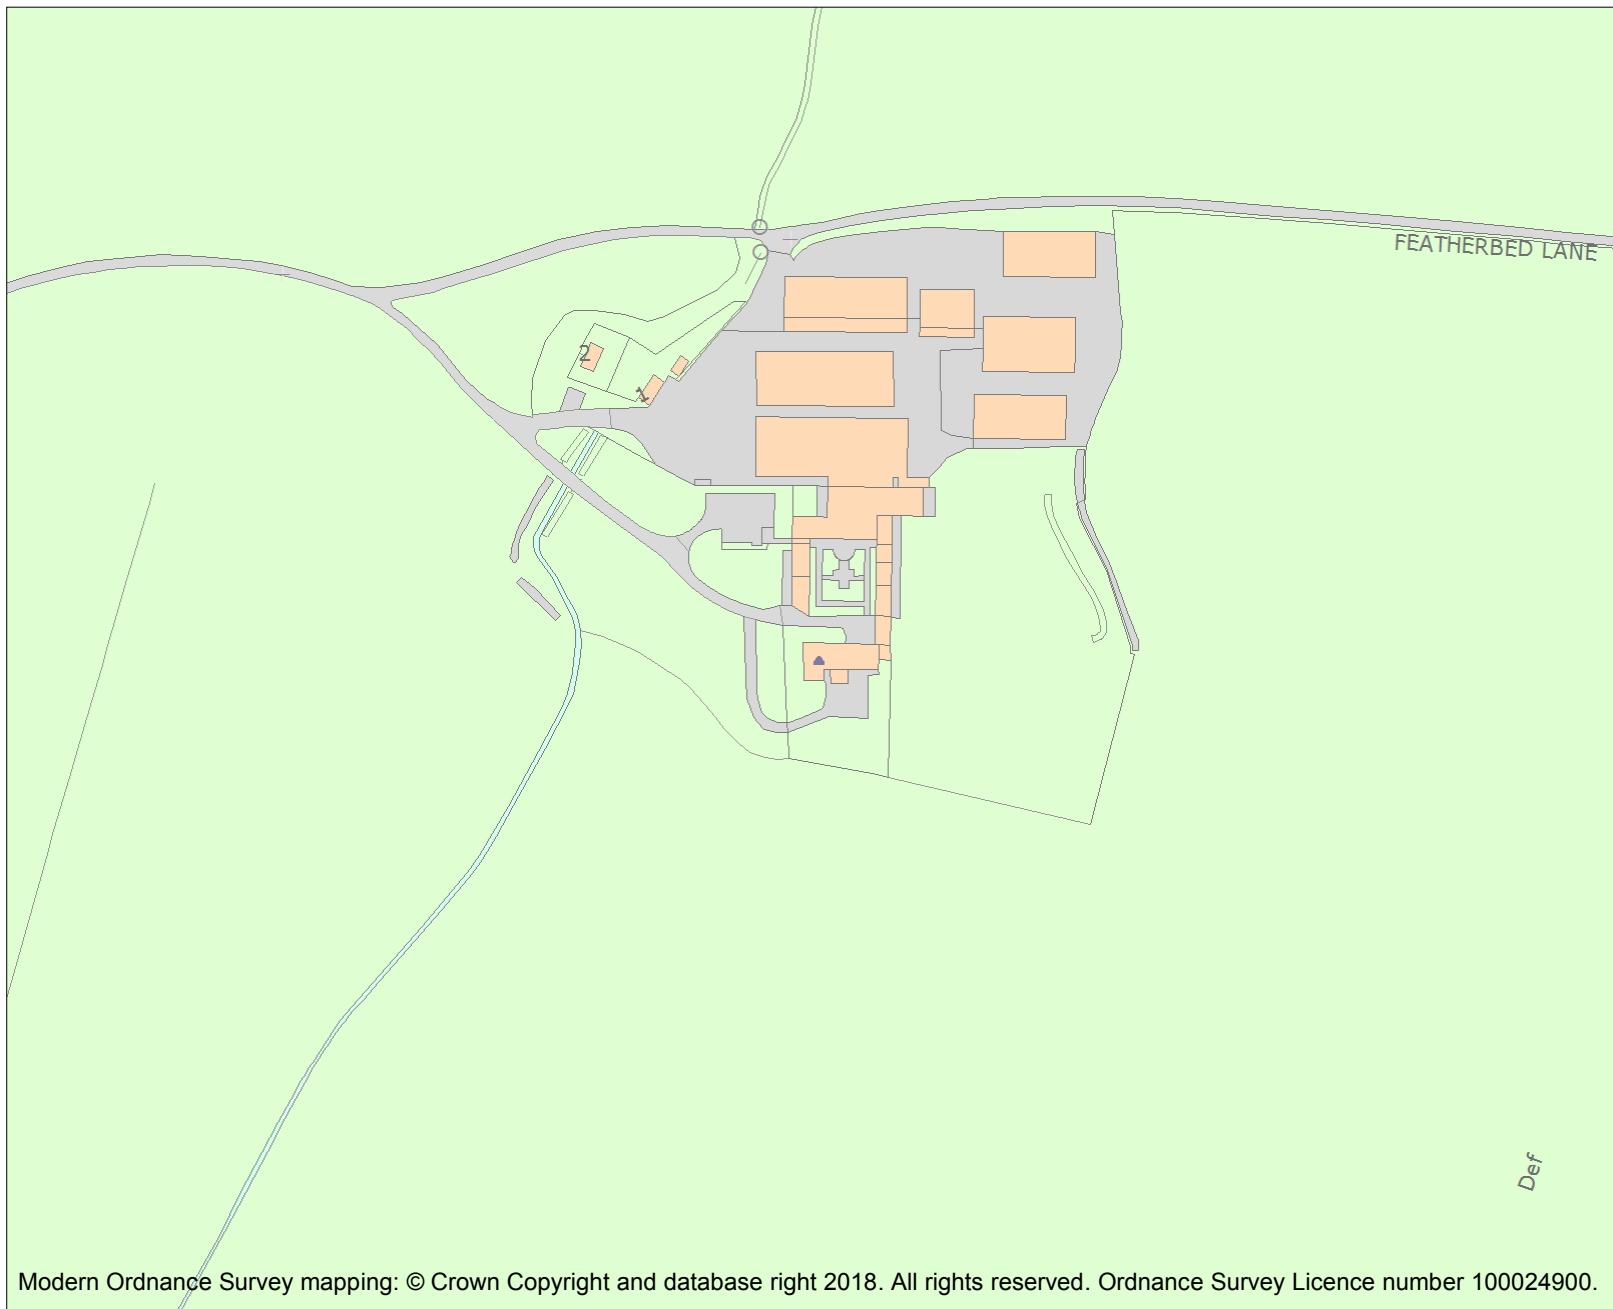 FEATHERBED LANE
2
1
Def
Modern Ordnance Survey mapping: © Crown Copyright and database right 2018. All rights reserved. Ordnance Survey Licence number 100024900.